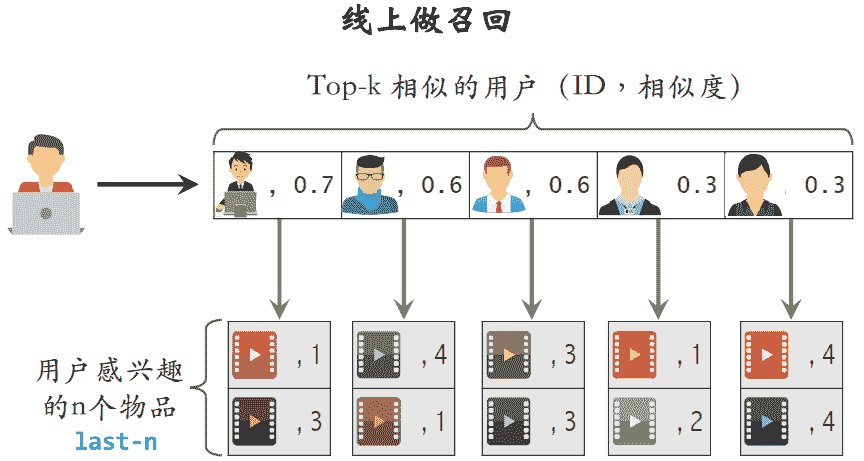 线上做召回
Top-k 相似的用户（ID，相似度）
, 0.7 , 0.6 , 0.6 0.3 . 0.3
用户感兴趣
的n个物品
last-n
,1 ,4 ,3 ,1 ,4
,3 ,1 ,3 ,2 ,4